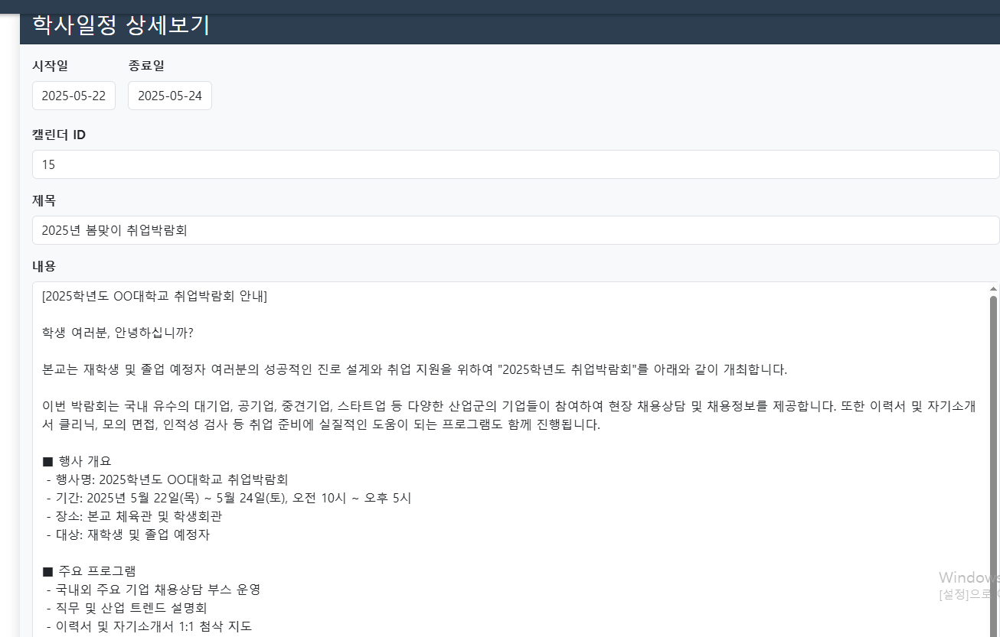 학사일정 상세보기
시작일 종료일
2025-05-22 2025-05-24
캘린더 ID
15
제목
2025년 봄맞이 취업박람회
내용
[2025학년도 OO대학교 취업박람회 안내]
학생 여러분, 안녕하십니까?
본교는 재학생 및 졸업 예정자 여러분의 성공적인 진로 설계와 취업 지원을 위하여 "2025학년도 취업박람회"를 아래와 같이 개최합니다.
이번 박람회는 국내 유수의 대기업, 공기업, 중견기업, 스타트업 등 다양한 산업군의 기업들이 참여하여 현장 채용상담 및 채용정보를 제공합니다. 또한 이력서 및 자기소개
서 클리닉, 모의 면접, 인적성 검사 등 취업 준비에 실질적인 도움이 되는 프로그램도 함께 진행됩니다.
■ 행사 개요
- 행사명: 2025학년도 OO대학교 취업박람회
- 기간: 2025년 5월 22일(목) ~ 5월 24일(토), 오전 10시 ~ 오후 5시
- 장소: 본교 체육관 및 학생회관
- 대상: 재학생 및 졸업 예정자
■ 주요 프로그램
- 국내외 주요 기업 채용상담 부스 운영
- 직무 및 산업 트렌드 설명회
- 이력서 및 자기소개서 1:1 첨삭 지도
Windows
[설정]으로